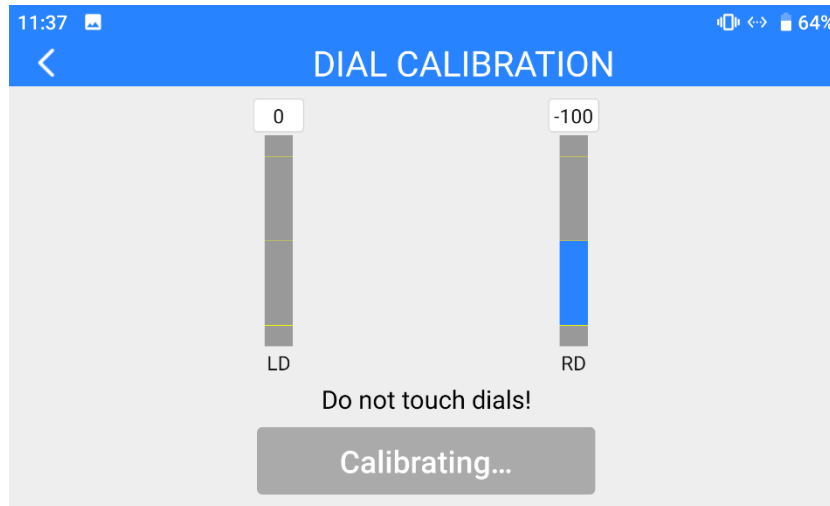 11:37 64%
DIAL CALIBRATION
0 -100
LD RD
Do not touch dials!
Calibrating...